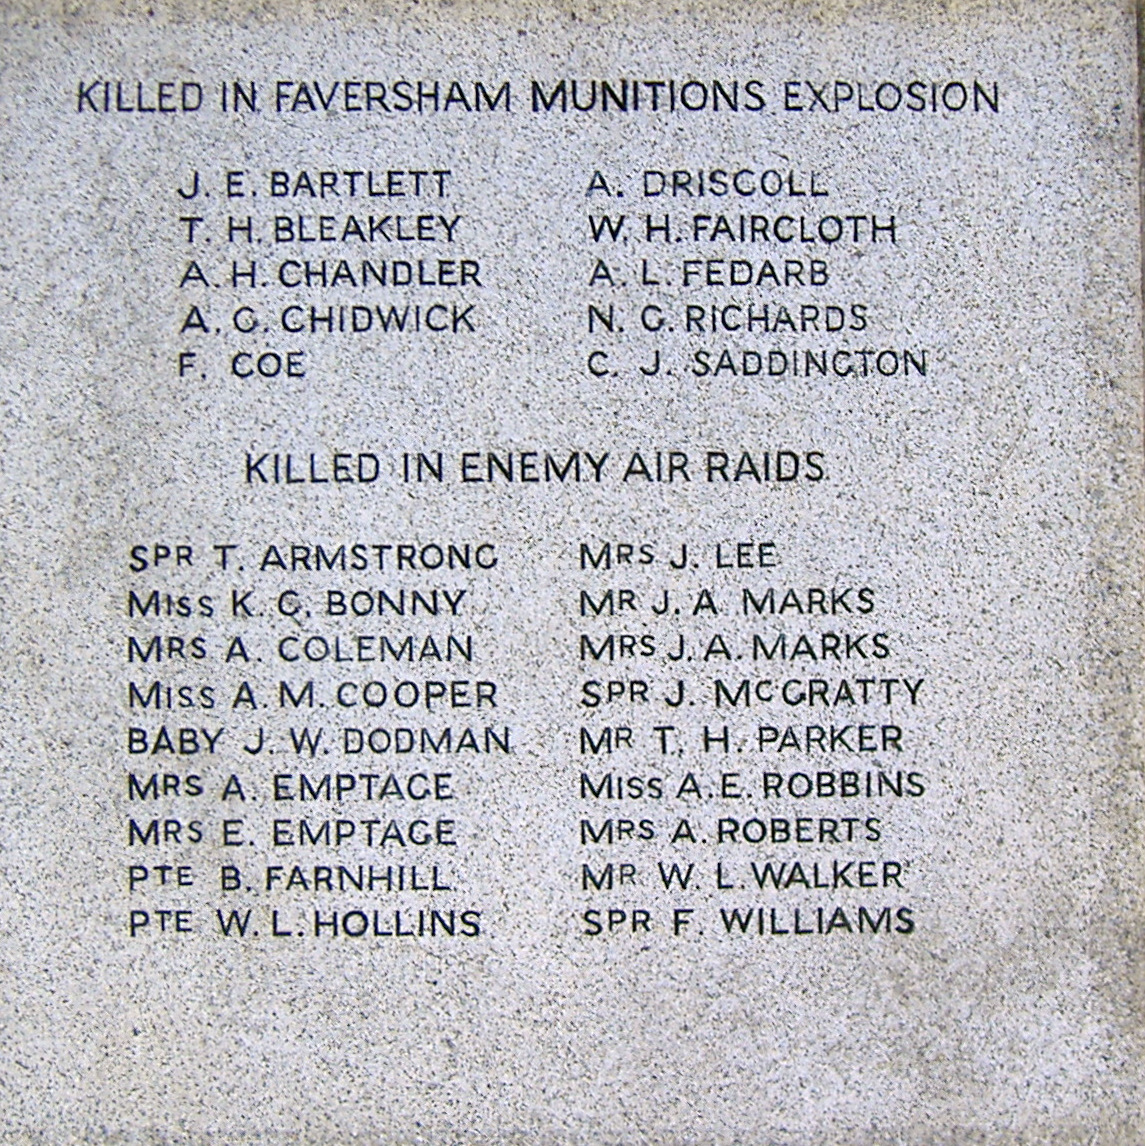 KILLED IN FAVERSHAM MUNITIONS EXPLOSION
J. E. BARTLETT
T. H. BLEAKLEY
A. H. CHANDLER
A. G. CHIDWICK
F. COE
A. DRISCOLL
W. H. FAIRCLOTH
A. L. FEDARB
N. G. RICHARDS
C. J. SADDINGTON
KILLED IN ENEMY AIR RAIDS
SPR T. ARMSTRONG
MISS K. G. BONNY
MRS A. COLEMAN
MISS A. M. COOPER
BABY J. W. DODMAN
MRS A. EMPTAGE
MRS E. EMPTAGE
PTE B. FARNHILL
PTE W. L. HOLLINS
MRS J. LEE
MR J. A MARKS
MRS J. A. MARKS
SPR J. MCGRATTY
MR T. H. PARKER
MISS A. E. ROBBINS
MRS A. ROBERTS
MR W. L. WALKER
SPR F. WILLIAMS